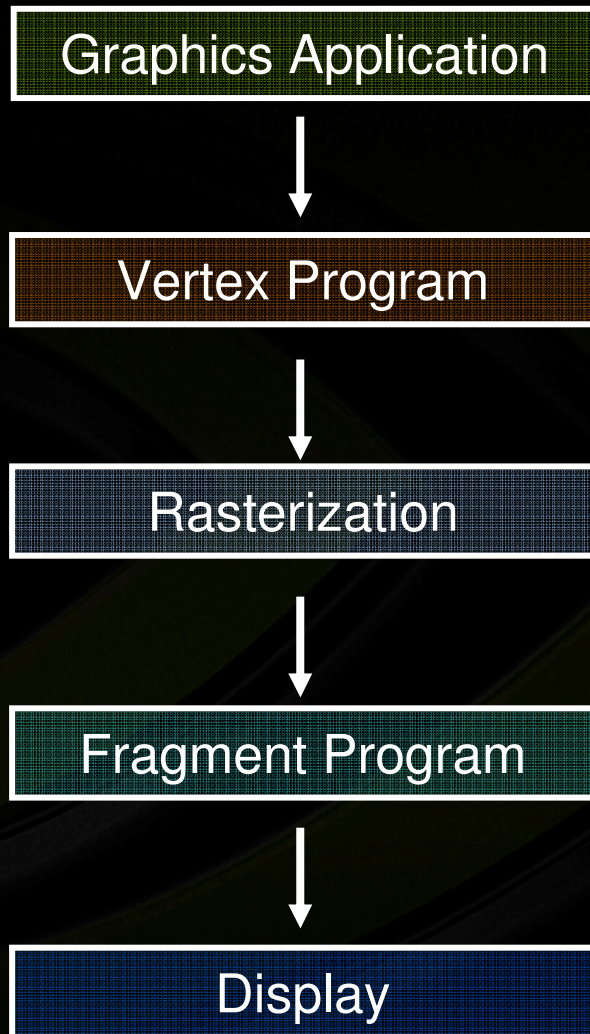 Graphics Application
Vertex Program
Rasterization
Fragment Program
Display